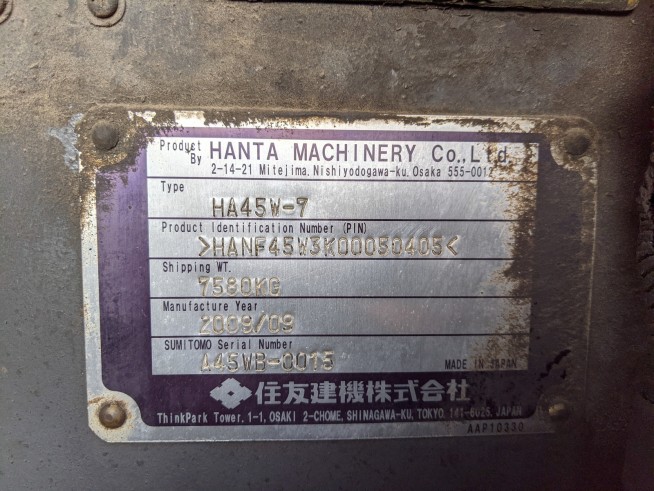 Product By HANTA MACHINERY Co.,Ltd.
2-14-21 Mitejima, Nishiyodogawa-ku, Osaka 555-0012
Type
HA45W-7
Product Identification Number (PIN)
>HANF45W3K00050405<
Shipping WT.
7580KG
Manufacture Year
2009/09
SUMITOMO Serial Number
A45WB-0015
MADE IN JAPAN
住友建機株式会社
ThinkPark Tower, 1-1, OSAKI 2-CHOME, SHINAGAWA-KU, TOKYO, 141-6025, JAPAN
AAP10330